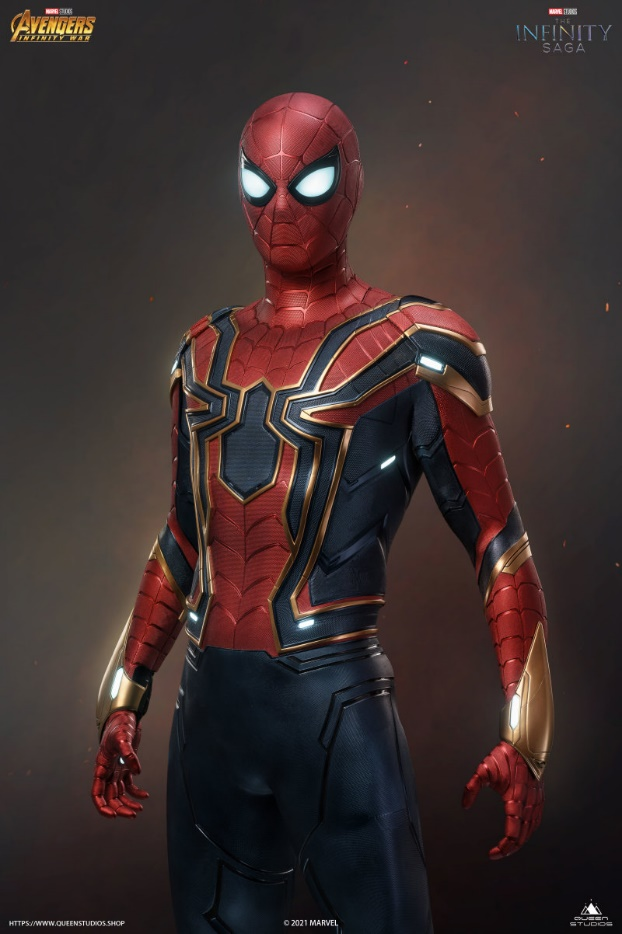 MARVEL STUDIOS
AVENGERS
INFINITY WAR
MARVEL STUDIOS
THE
INFINITY
SAGA
HTTPS://WWW.QUEENSTUDIOS.SHOP
© 2021 MARVEL
QUEEN
STUDIOS